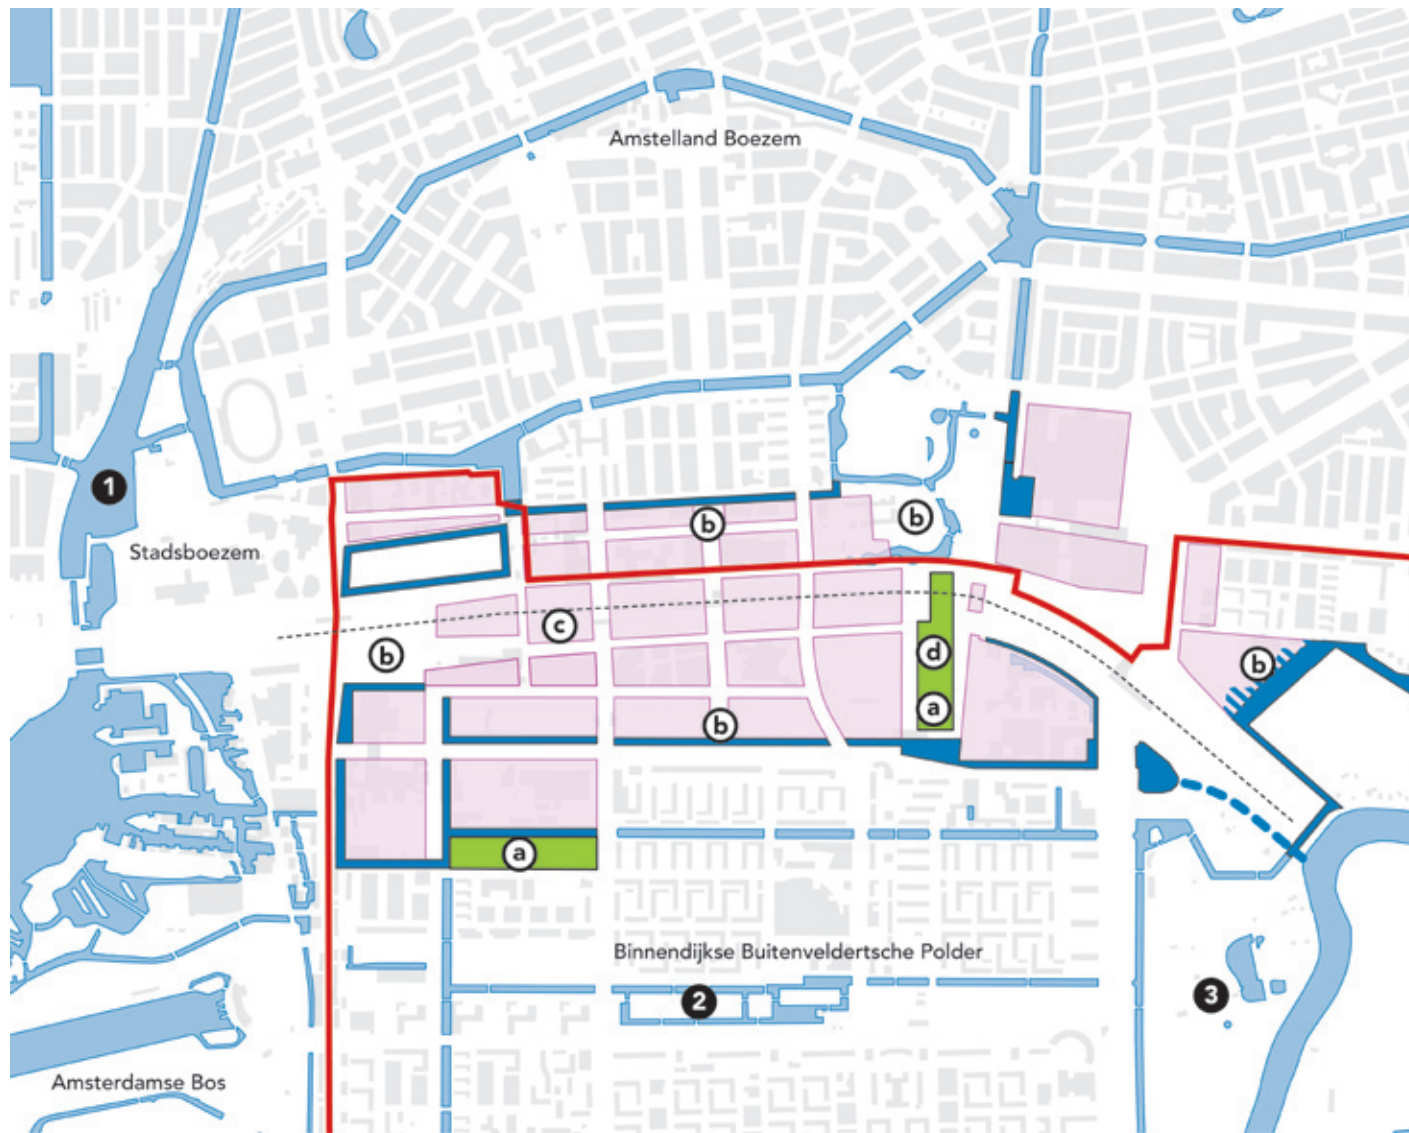 Amstelland Boezem
1
b
b
Stadsboezem
c
b
d
b
a
b
a
Binnendijkse Buitenveldertsche Polder
2
3
Amsterdamse Bos